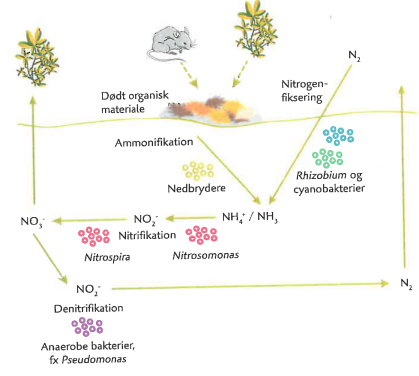 N₂
Nitrogen-
fiksering
Dødt organisk
materiale
Ammonifikation
Nedbrydere
Rhizobium og
cyanobakterier
NO₃⁻
NO₂⁻
NH₄⁺ / NH₃
Nitrifikation
Nitrospira
Nitrosomonas
NO₂⁻
N₂
Denitrifikation
Anaerobe bakterier,
fx Pseudomonas